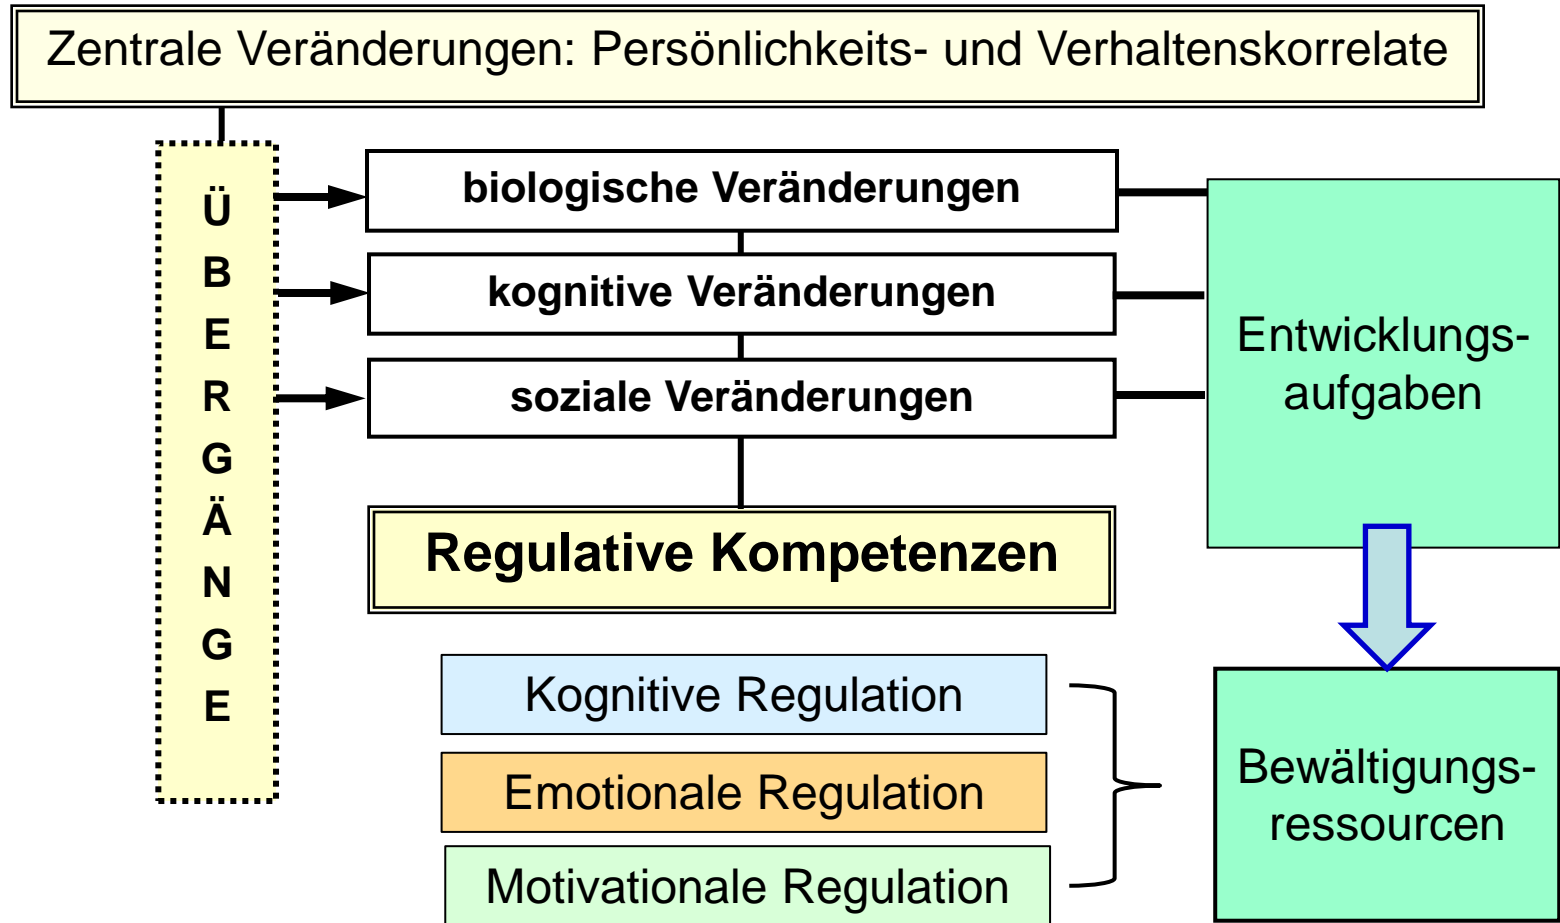 Zentrale Veränderungen: Persönlichkeits- und Verhaltenskorrelate
Ü
B
E
R
G
Ä
N
G
E
biologische Veränderungen
kognitive Veränderungen
soziale Veränderungen
Regulative Kompetenzen
Kognitive Regulation
Emotionale Regulation
Motivationale Regulation
Entwicklungs-
aufgaben
Bewältigungs-
ressourcen